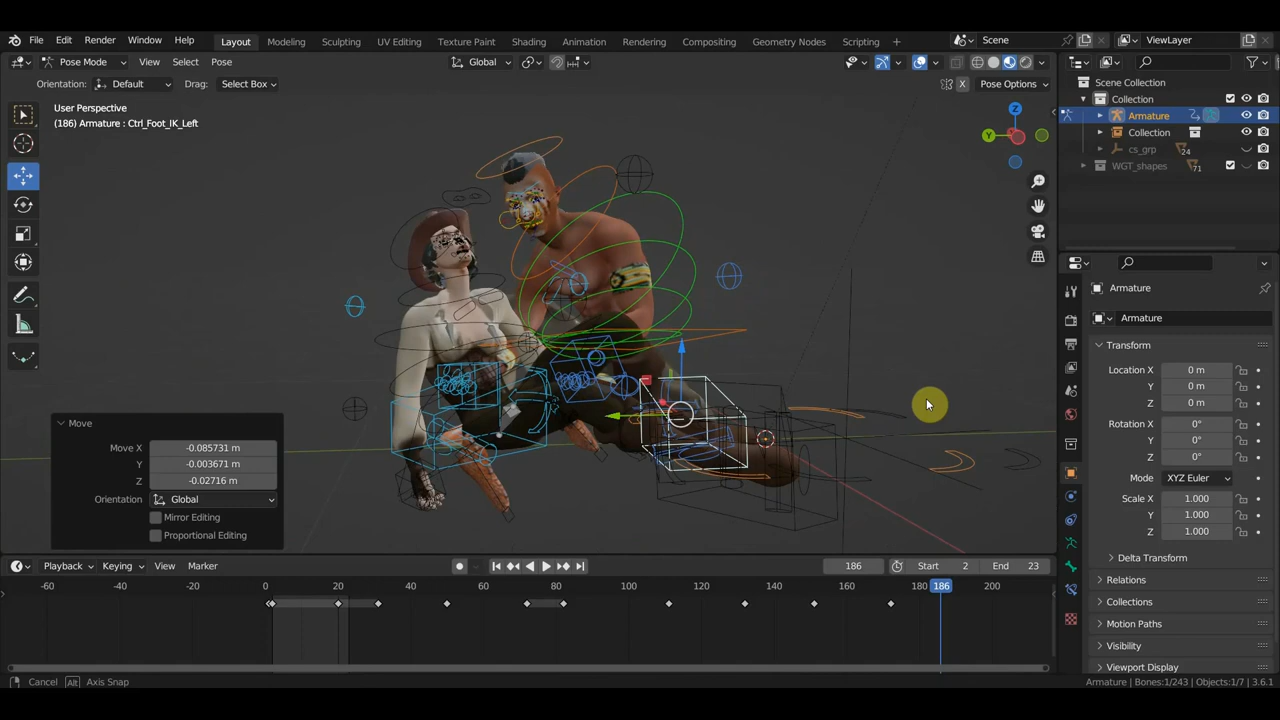 File Edit Render Window Help Layout Modeling Sculpting UV Editing Texture Paint Shading Animation Rendering Compositing Geometry Nodes Scripting Scene ViewLayer
Pose Mode View Select Pose Global
Orientation: Default Drag: Select Box X Pose Options
User Perspective
(186) Armature : Ctrl_Foot_IK_Left
Z
Y
Scene Collection
Collection
Armature
Collection
cs_grp 24
WGT_shapes 71
Armature
Armature
Transform
Location X 0 m
Y 0 m
Z 0 m
Rotation X 0°
Y 0°
Z 0°
Mode XYZ Euler
Scale X 1.000
Y 1.000
Z 1.000
Delta Transform
Relations
Collections
Motion Paths
Visibility
Viewport Display
Move
Move X -0.085731 m
Y -0.003671 m
Z -0.02716 m
Orientation Global
Mirror Editing
Proportional Editing
Playback Keying View Marker 186 Start 2 End 23
-60 -40 -20 0 20 40 60 80 100 120 140 160 180 186 200
Cancel Alt Axis Snap Armature | Bones:1/243 | Objects:1/7 | 3.6.1